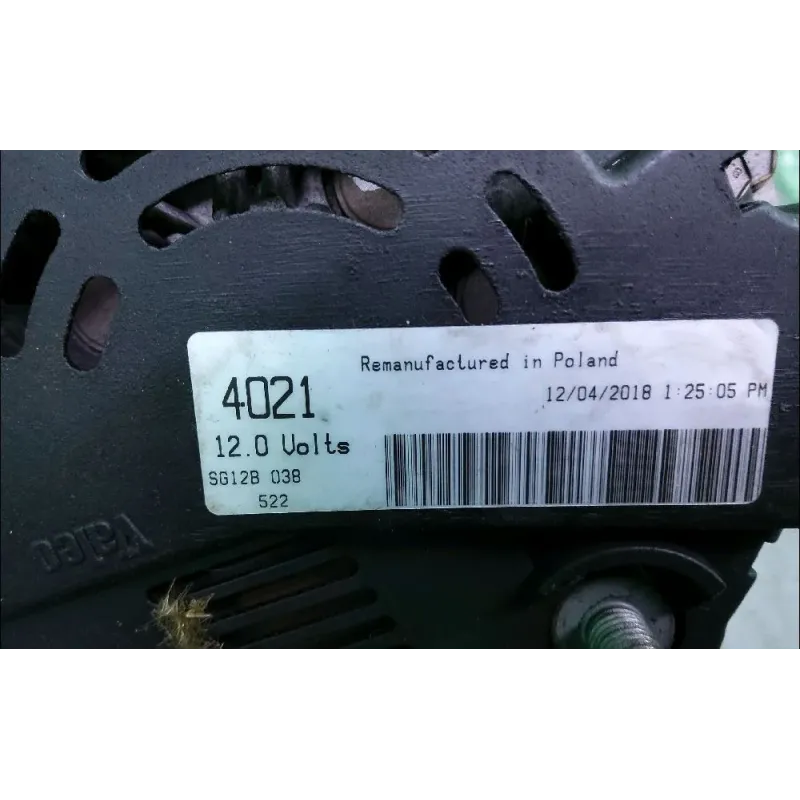 Remanufactured in Poland
4021
12/04/2018 1:25:05 PM
12.0 Volts
SG12B 038
522
Valeo